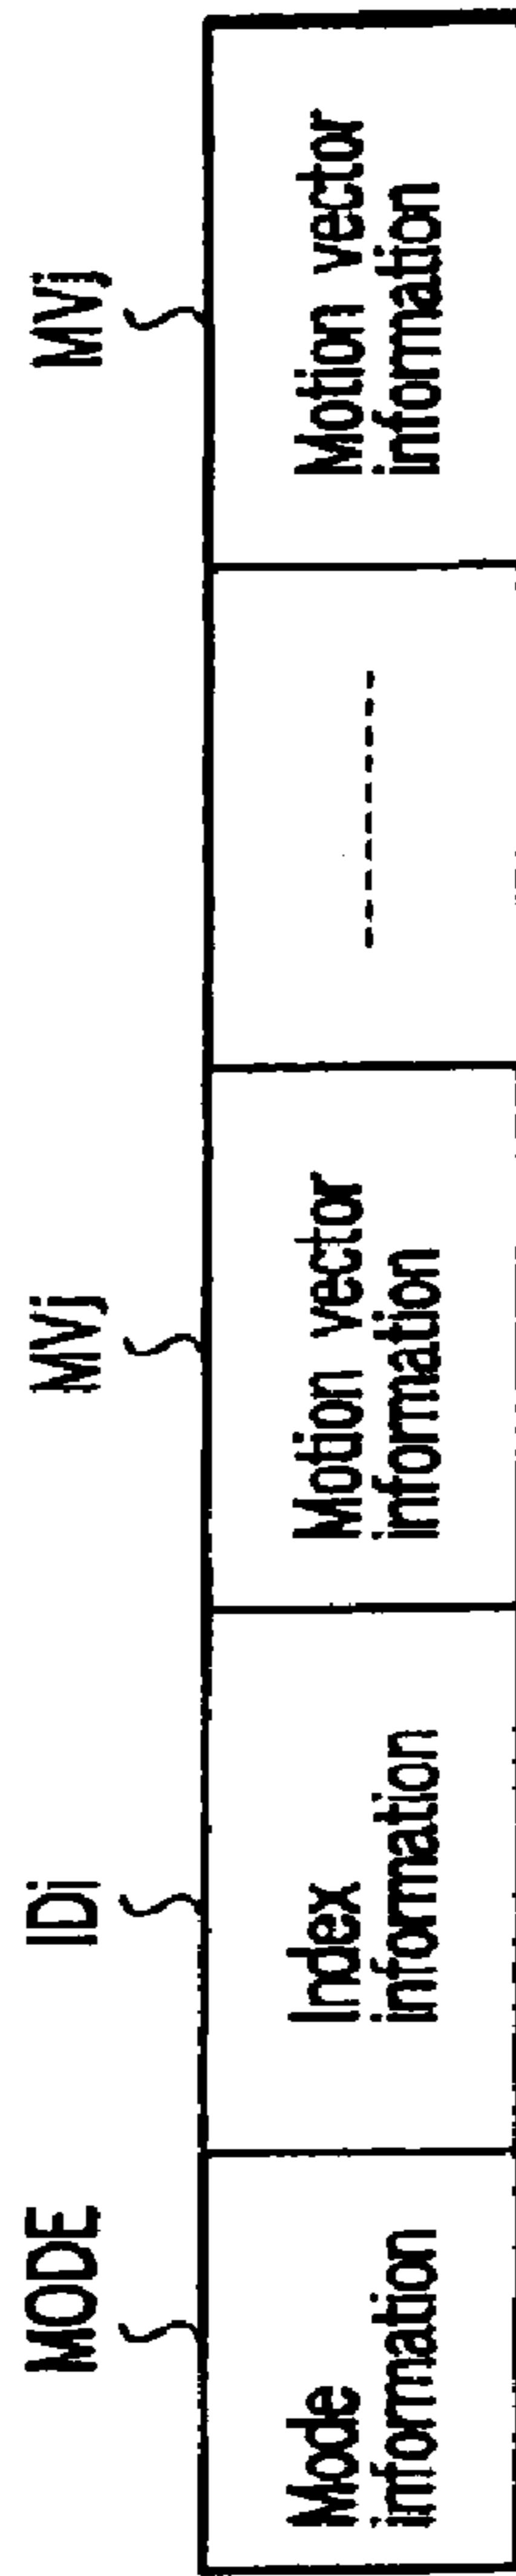 MODE
IDi
MVj
MVj
Mode
information
Index
information
Motion vector
information
Motion vector
information